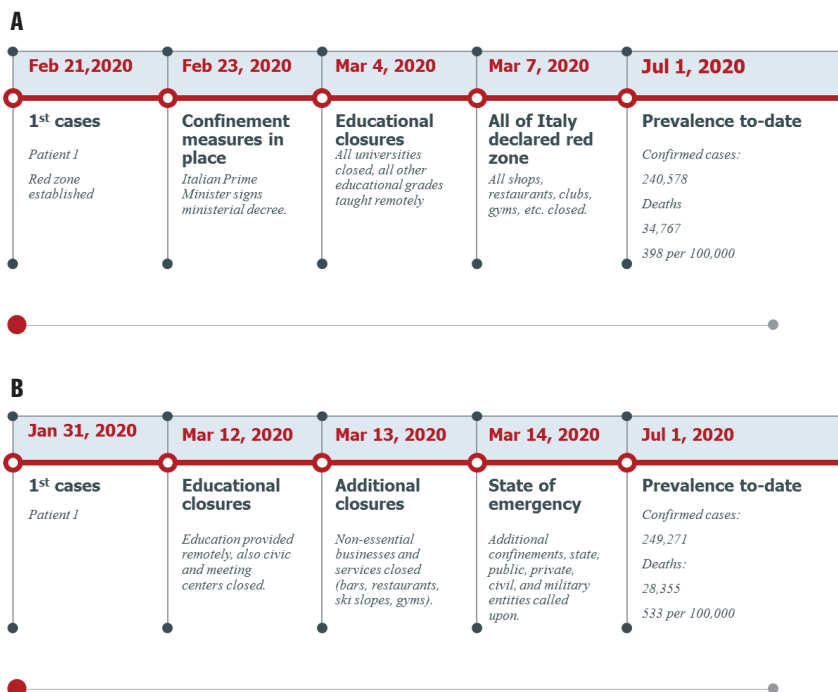 A
Feb 21,2020
1st cases
Patient 1
Red zone
established
Feb 23, 2020
Confinement
measures in
place
Italian Prime
Minister signs
ministerial decree.
Mar 4, 2020
Educational
closures
All universities
closed, all other
educational grades
taught remotely
Mar 7, 2020
All of Italy
declared red
zone
All shops,
restaurants, clubs,
gyms, etc. closed.
Jul 1, 2020
Prevalence to-date
Confirmed cases:
240,578
Deaths
34,767
398 per 100,000
B
Jan 31, 2020
1st cases
Patient 1
Mar 12, 2020
Educational
closures
Education provided
remotely, also civic
and meeting
centers closed.
Mar 13, 2020
Additional
closures
Non-essential
businesses and
services closed
(bars, restaurants,
ski slopes, gyms).
Mar 14, 2020
State of
emergency
Additional
confinements, state,
public, private,
civil, and military
entities called
upon.
Jul 1, 2020
Prevalence to-date
Confirmed cases:
249,271
Deaths:
28,355
533 per 100,000